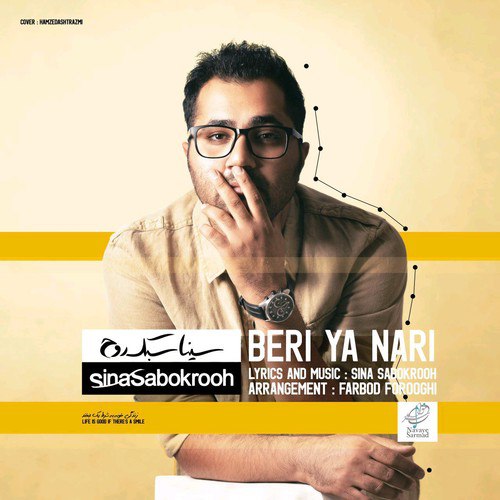 COVER : HAMZEDASHTRAZMI
سینا سبکروح
SinaSabokrooh
BERI YA NARI
LYRICS AND MUSIC : SINA SABOKROOH
ARRANGEMENT : FARBOD FOROOGHI
LIFE IS GOOD IF THERE'S A SMILE
Navaye
Sarmad